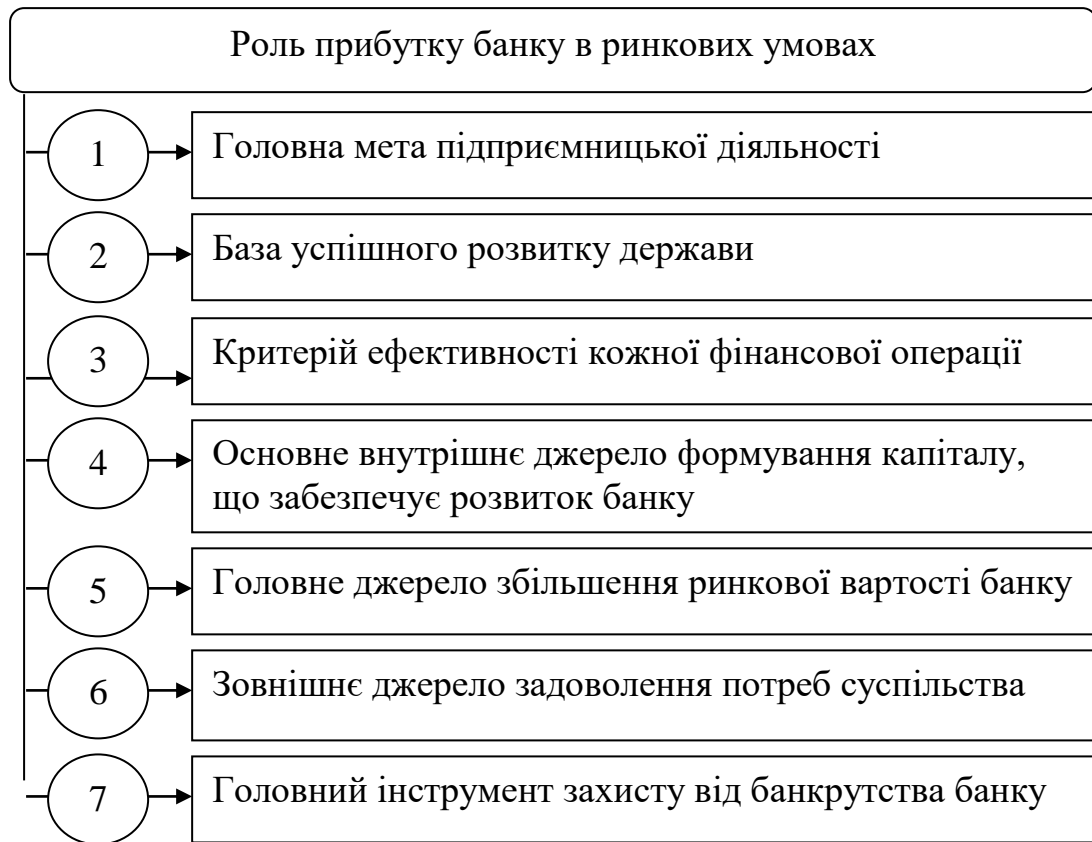 Роль прибутку банку в ринкових умовах
1
Головна мета підприємницької діяльності
2
База успішного розвитку держави
3
Критерій ефективності кожної фінансової операції
4
Основне внутрішнє джерело формування капіталу,
що забезпечує розвиток банку
5
Головне джерело збільшення ринкової вартості банку
6
Зовнішнє джерело задоволення потреб суспільства
7
Головний інструмент захисту від банкрутства банку